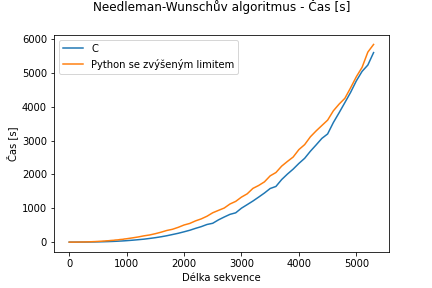 Needleman-Wunschův algoritmus - Čas [s]
C
Python se zvýšeným limitem
Čas [s]
6000
5000
4000
3000
2000
1000
0
0 1000 2000 3000 4000 5000
Délka sekvence